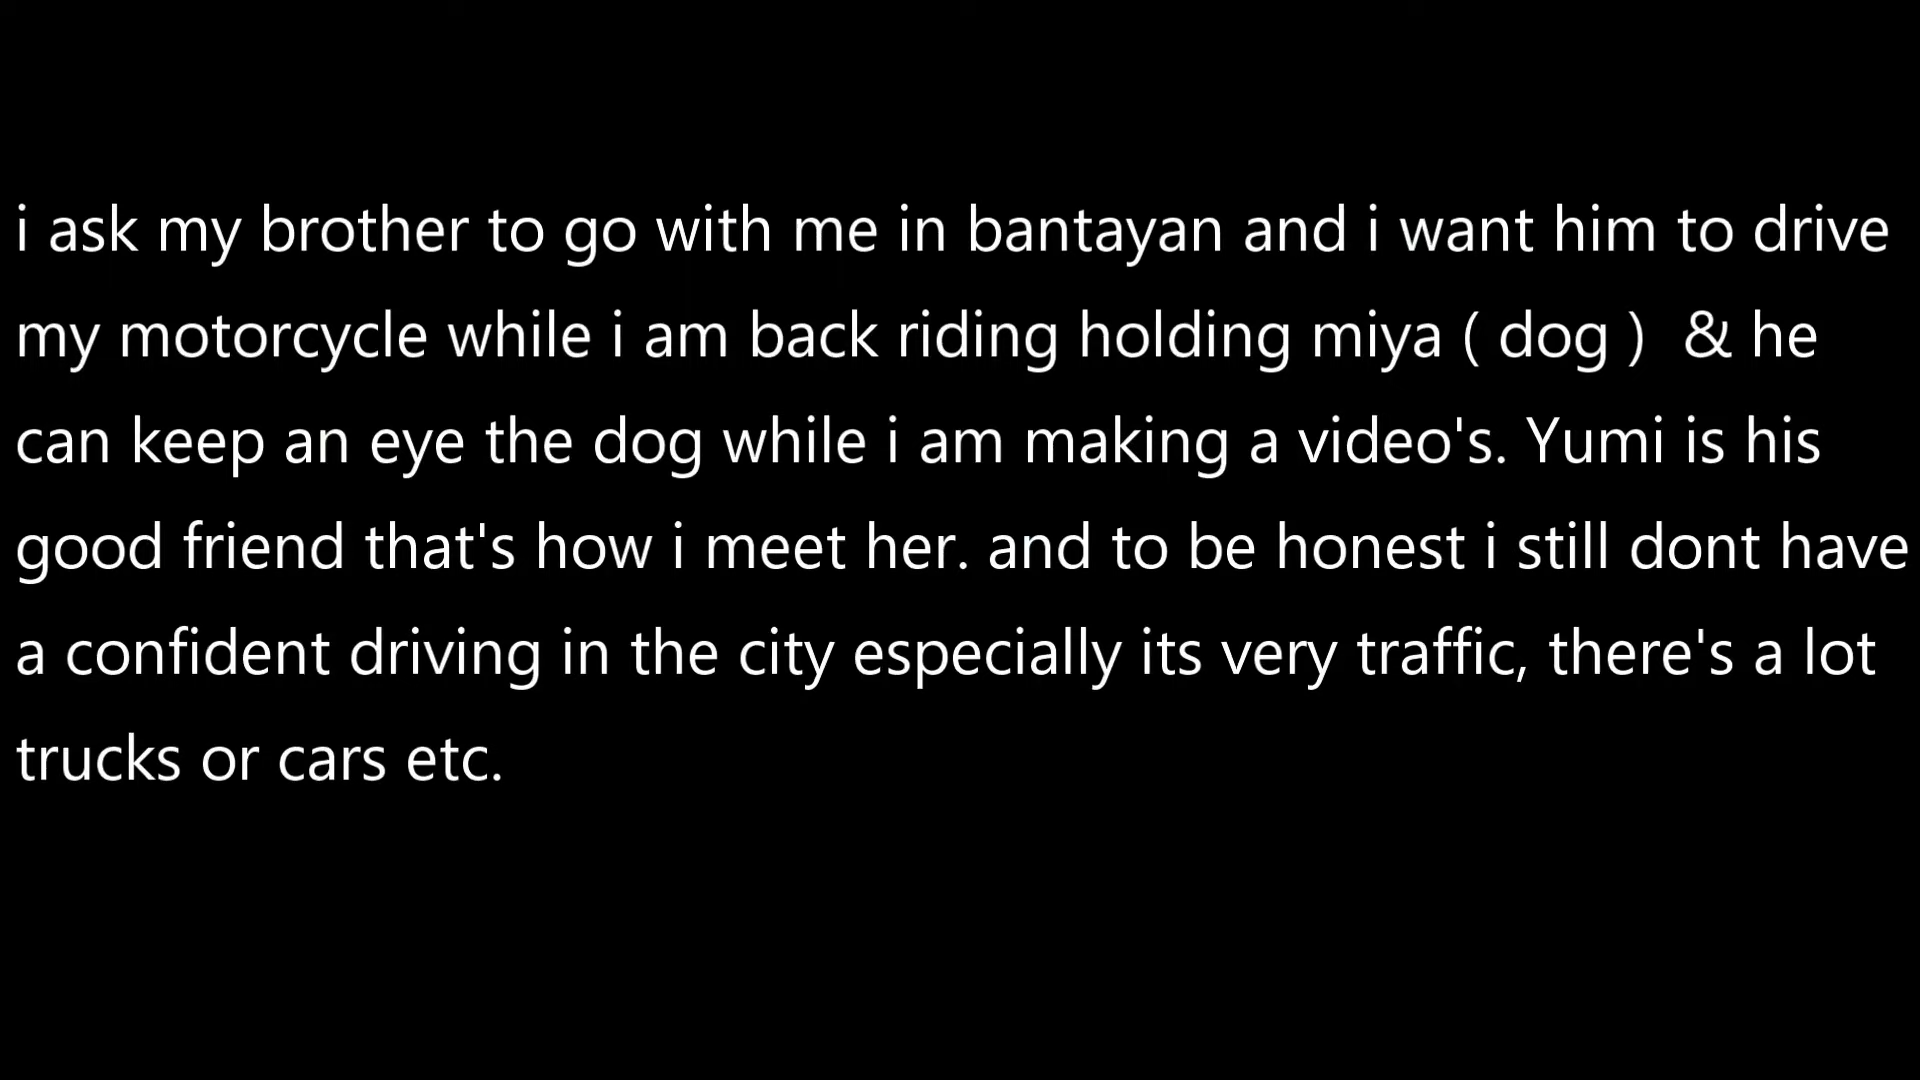 i ask my brother to go with me in bantayan and i want him to drive
my motorcycle while i am back riding holding miya ( dog )  & he
can keep an eye the dog while i am making a video's. Yumi is his
good friend that's how i meet her. and to be honest i still dont have
a confident driving in the city especially its very traffic, there's a lot
trucks or cars etc.